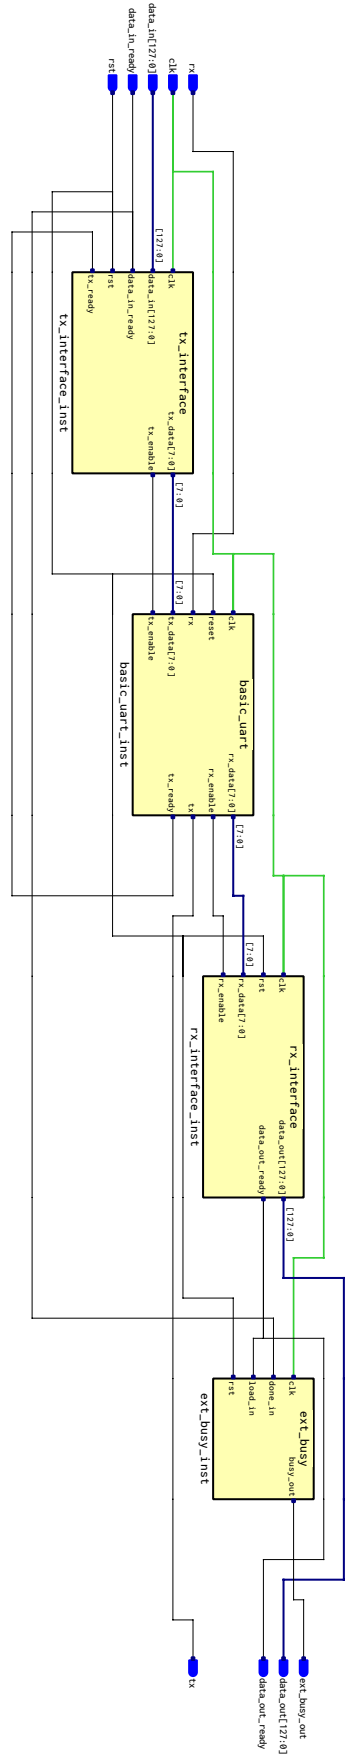 rx
clk
data_in[127:0]
data_in_ready
rst
[127:0]
tx_interface
clk
data_in[127:0]
data_in_ready
rst
tx_ready
tx_data[7:0]
tx_enable
tx_interface_inst
[7:0]
[7:0]
basic_uart
clk
reset
rx
tx_data[7:0]
tx_enable
rx_data[7:0]
rx_enable
tx
tx_ready
basic_uart_inst
[7:0]
[7:0]
rx_interface
clk
rst
rx_data[7:0]
rx_enable
data_out[127:0]
data_out_ready
rx_interface_inst
[127:0]
ext_busy
clk
done_in
load_in
rst
busy_out
ext_busy_inst
ext_busy_out
data_out[127:0]
data_out_ready
tx